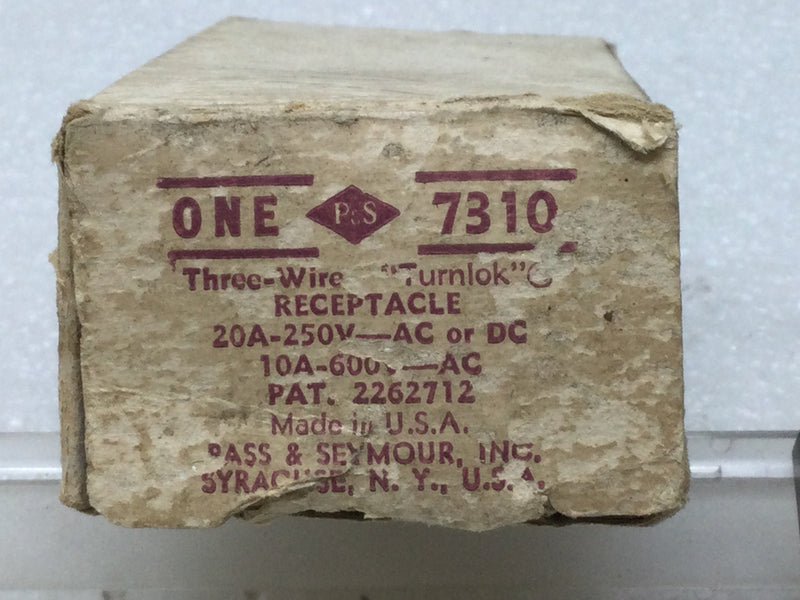 ONE P&S 7310
Three-Wire "Turnlok"
RECEPTACLE
20A-250V—AC or DC
10A-600V—AC
PAT. 2262712
Made in U.S.A.
PASS & SEYMOUR, INC.
SYRACUSE, N. Y., U.S.A.